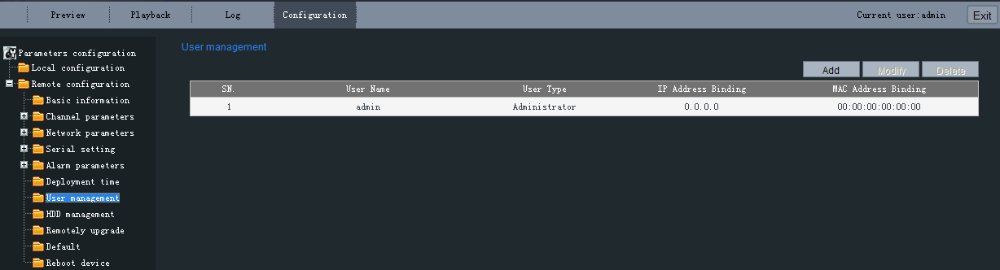 Preview Playback Log Configuration Current user:admin Exit
Parameters configuration
Local configuration
Remote configuration
Basic information
Channel parameters
Network parameters
Serial setting
Alarm parameters
Deployment time
User management
HDD management
Remotely upgrade
Default
Reboot device
User management
Add Modify Delete
SN. User Name User Type IP Address Binding MAC Address Binding
1 admin Administrator 0.0.0.0 00:00:00:00:00:00